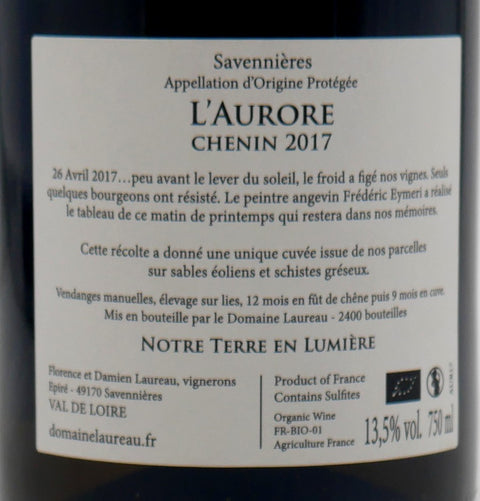 Savennières
Appellation d'Origine Protégée
L'AURORE
CHENIN 2017
26 Avril 2017...peu avant le lever du soleil, le froid a figé nos vignes. Seuls
quelques bourgeons ont résisté. Le peintre angevin Frédéric Eymeri a réalisé
le tableau de ce matin de printemps qui restera dans nos mémoires.
Cette récolte a donné une unique cuvée issue de nos parcelles
sur sables éoliens et schistes gréseux.
Vendanges manuelles, élevage sur lies, 12 mois en fût de chêne puis 9 mois en cuve.
Mis en bouteille par le Domaine Laureau - 2400 bouteilles
NOTRE TERRE EN LUMIÈRE
Florence et Damien Laureau, vignerons
Epiré - 49170 Savennières
VAL DE LOIRE
domainelaureau.fr
Product of France
Contains Sulfites
Organic Wine
FR-BIO-01
Agriculture France
13,5% vol. 750 ml